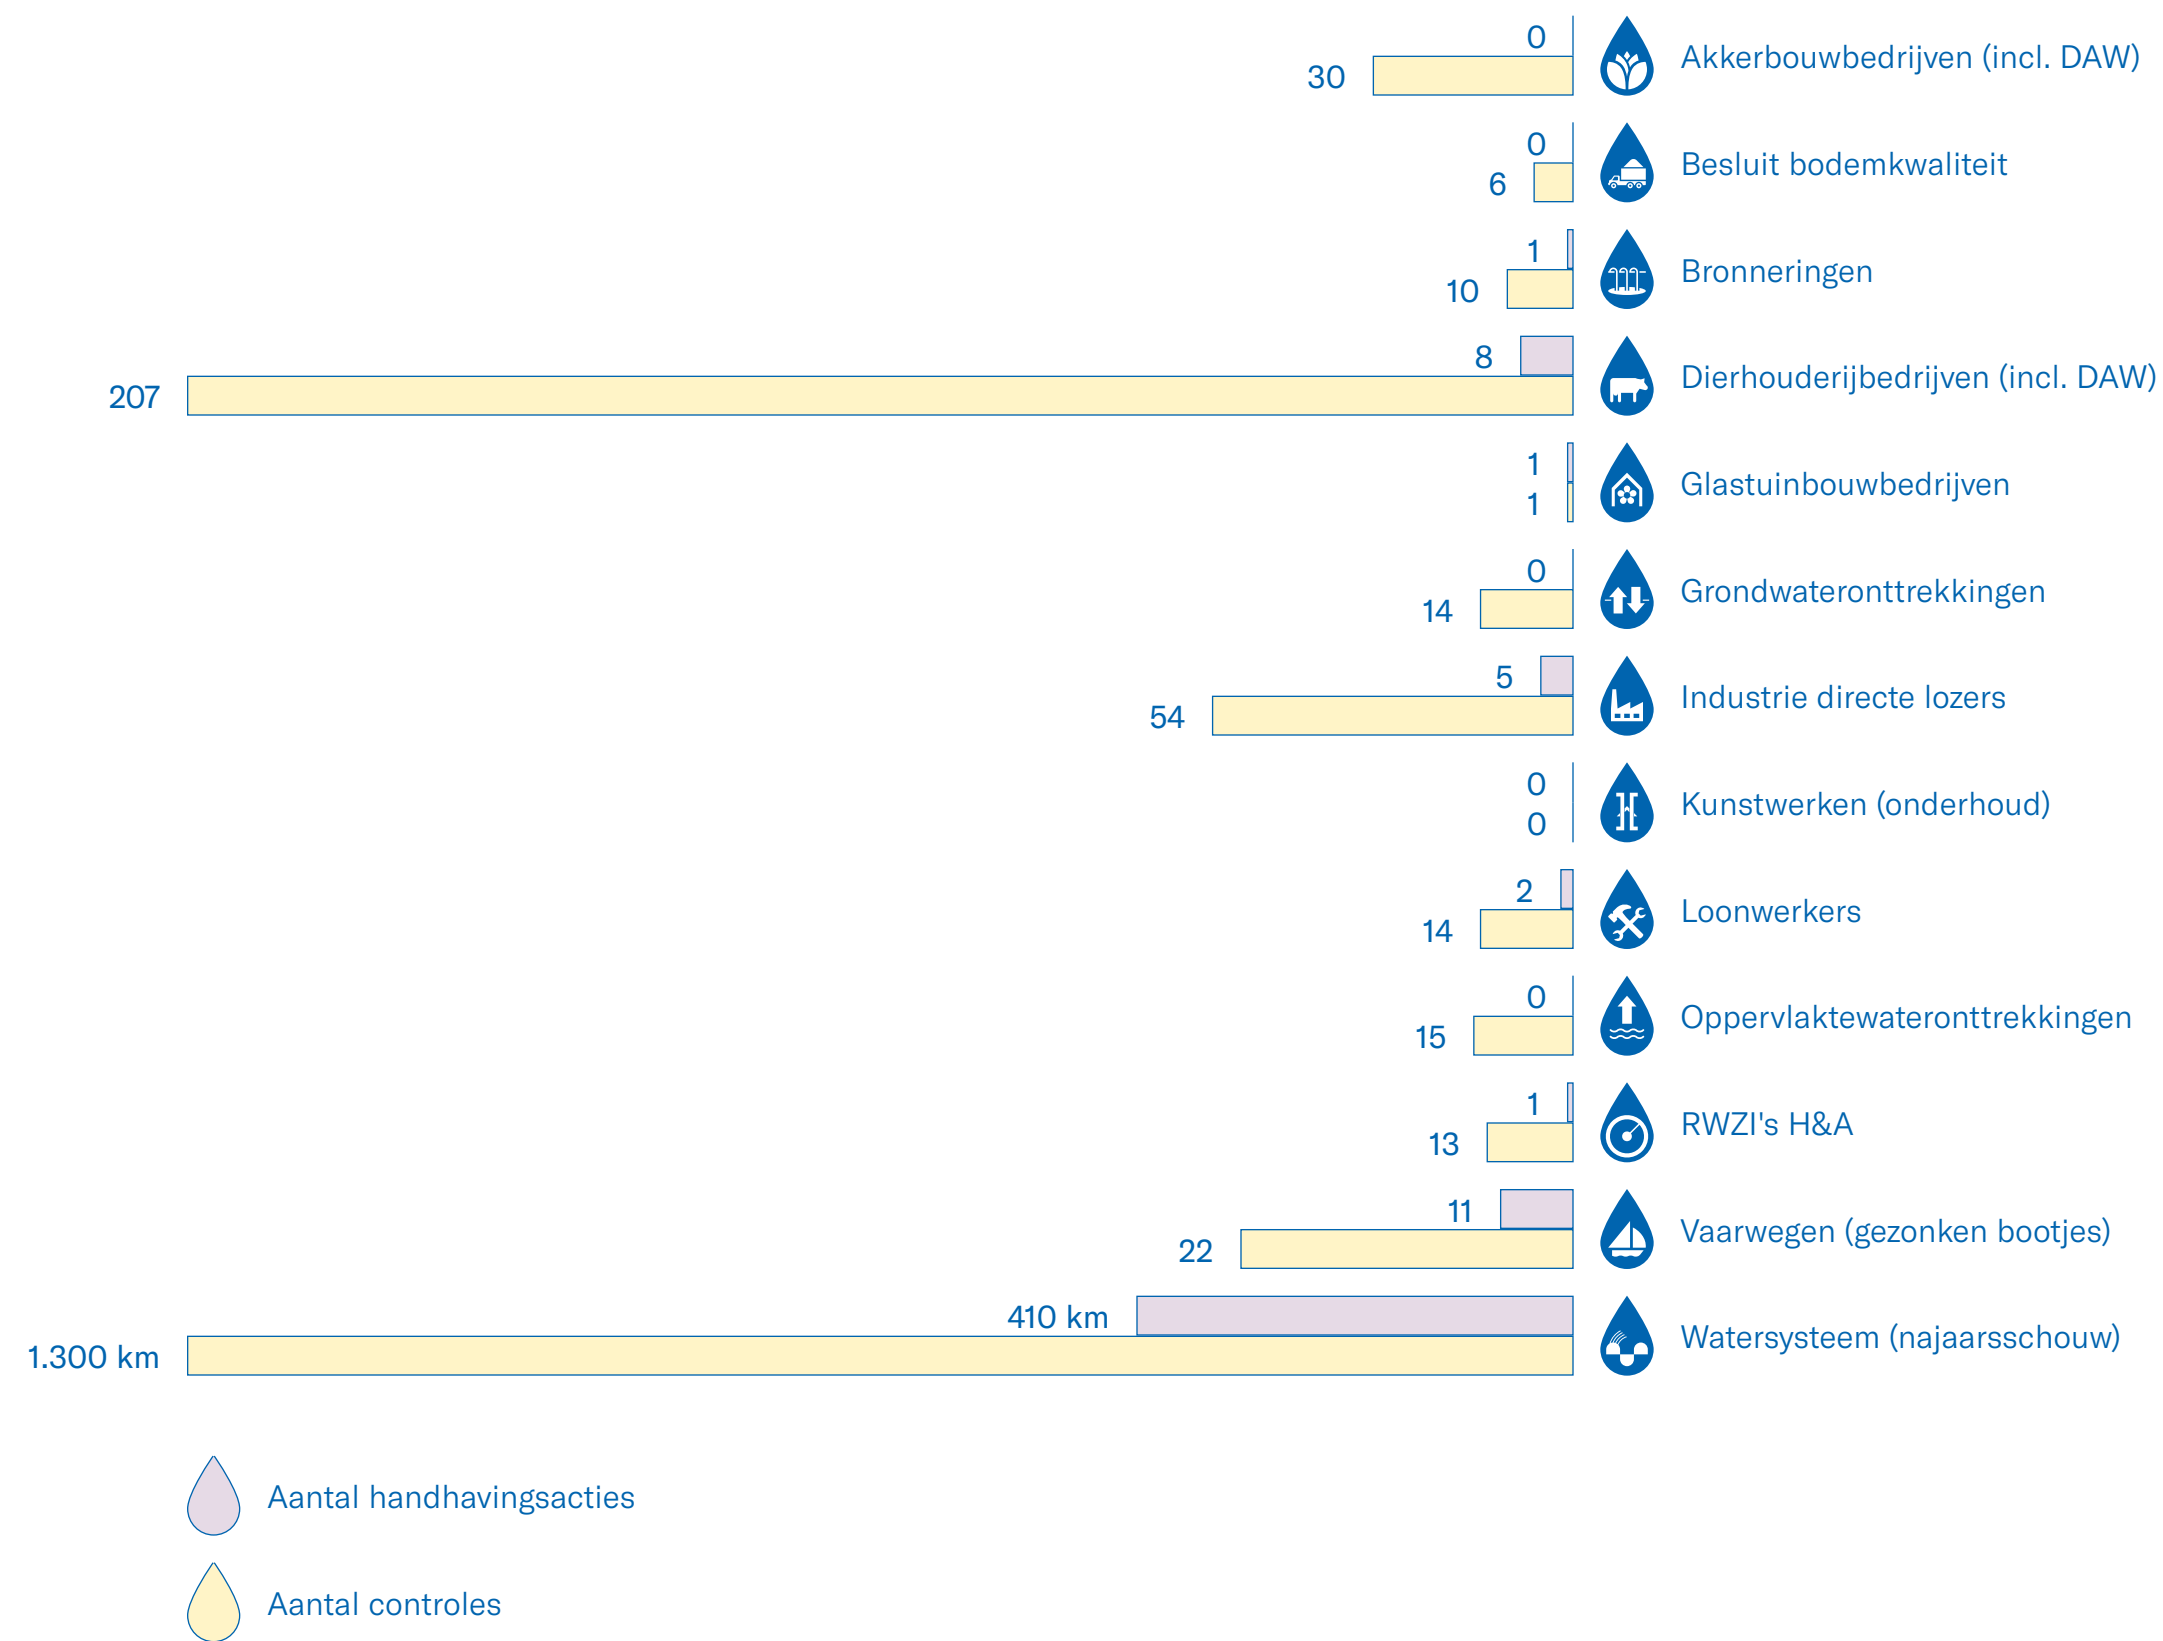 0
30
Akkerbouwbedrijven (incl. DAW)
0
6
Besluit bodemkwaliteit
1
10
Bronneringen
8
207
Dierhouderijbedrijven (incl. DAW)
1
1
Glastuinbouwbedrijven
0
14
Grondwateronttrekkingen
5
54
Industrie directe lozers
0
0
Kunstwerken (onderhoud)
2
14
Loonwerkers
0
15
Oppervlaktewateronttrekkingen
1
13
RWZI's H&A
11
22
Vaarwegen (gezonken bootjes)
410 km
1.300 km
Watersysteem (najaarsschouw)
Aantal handhavingsacties
Aantal controles